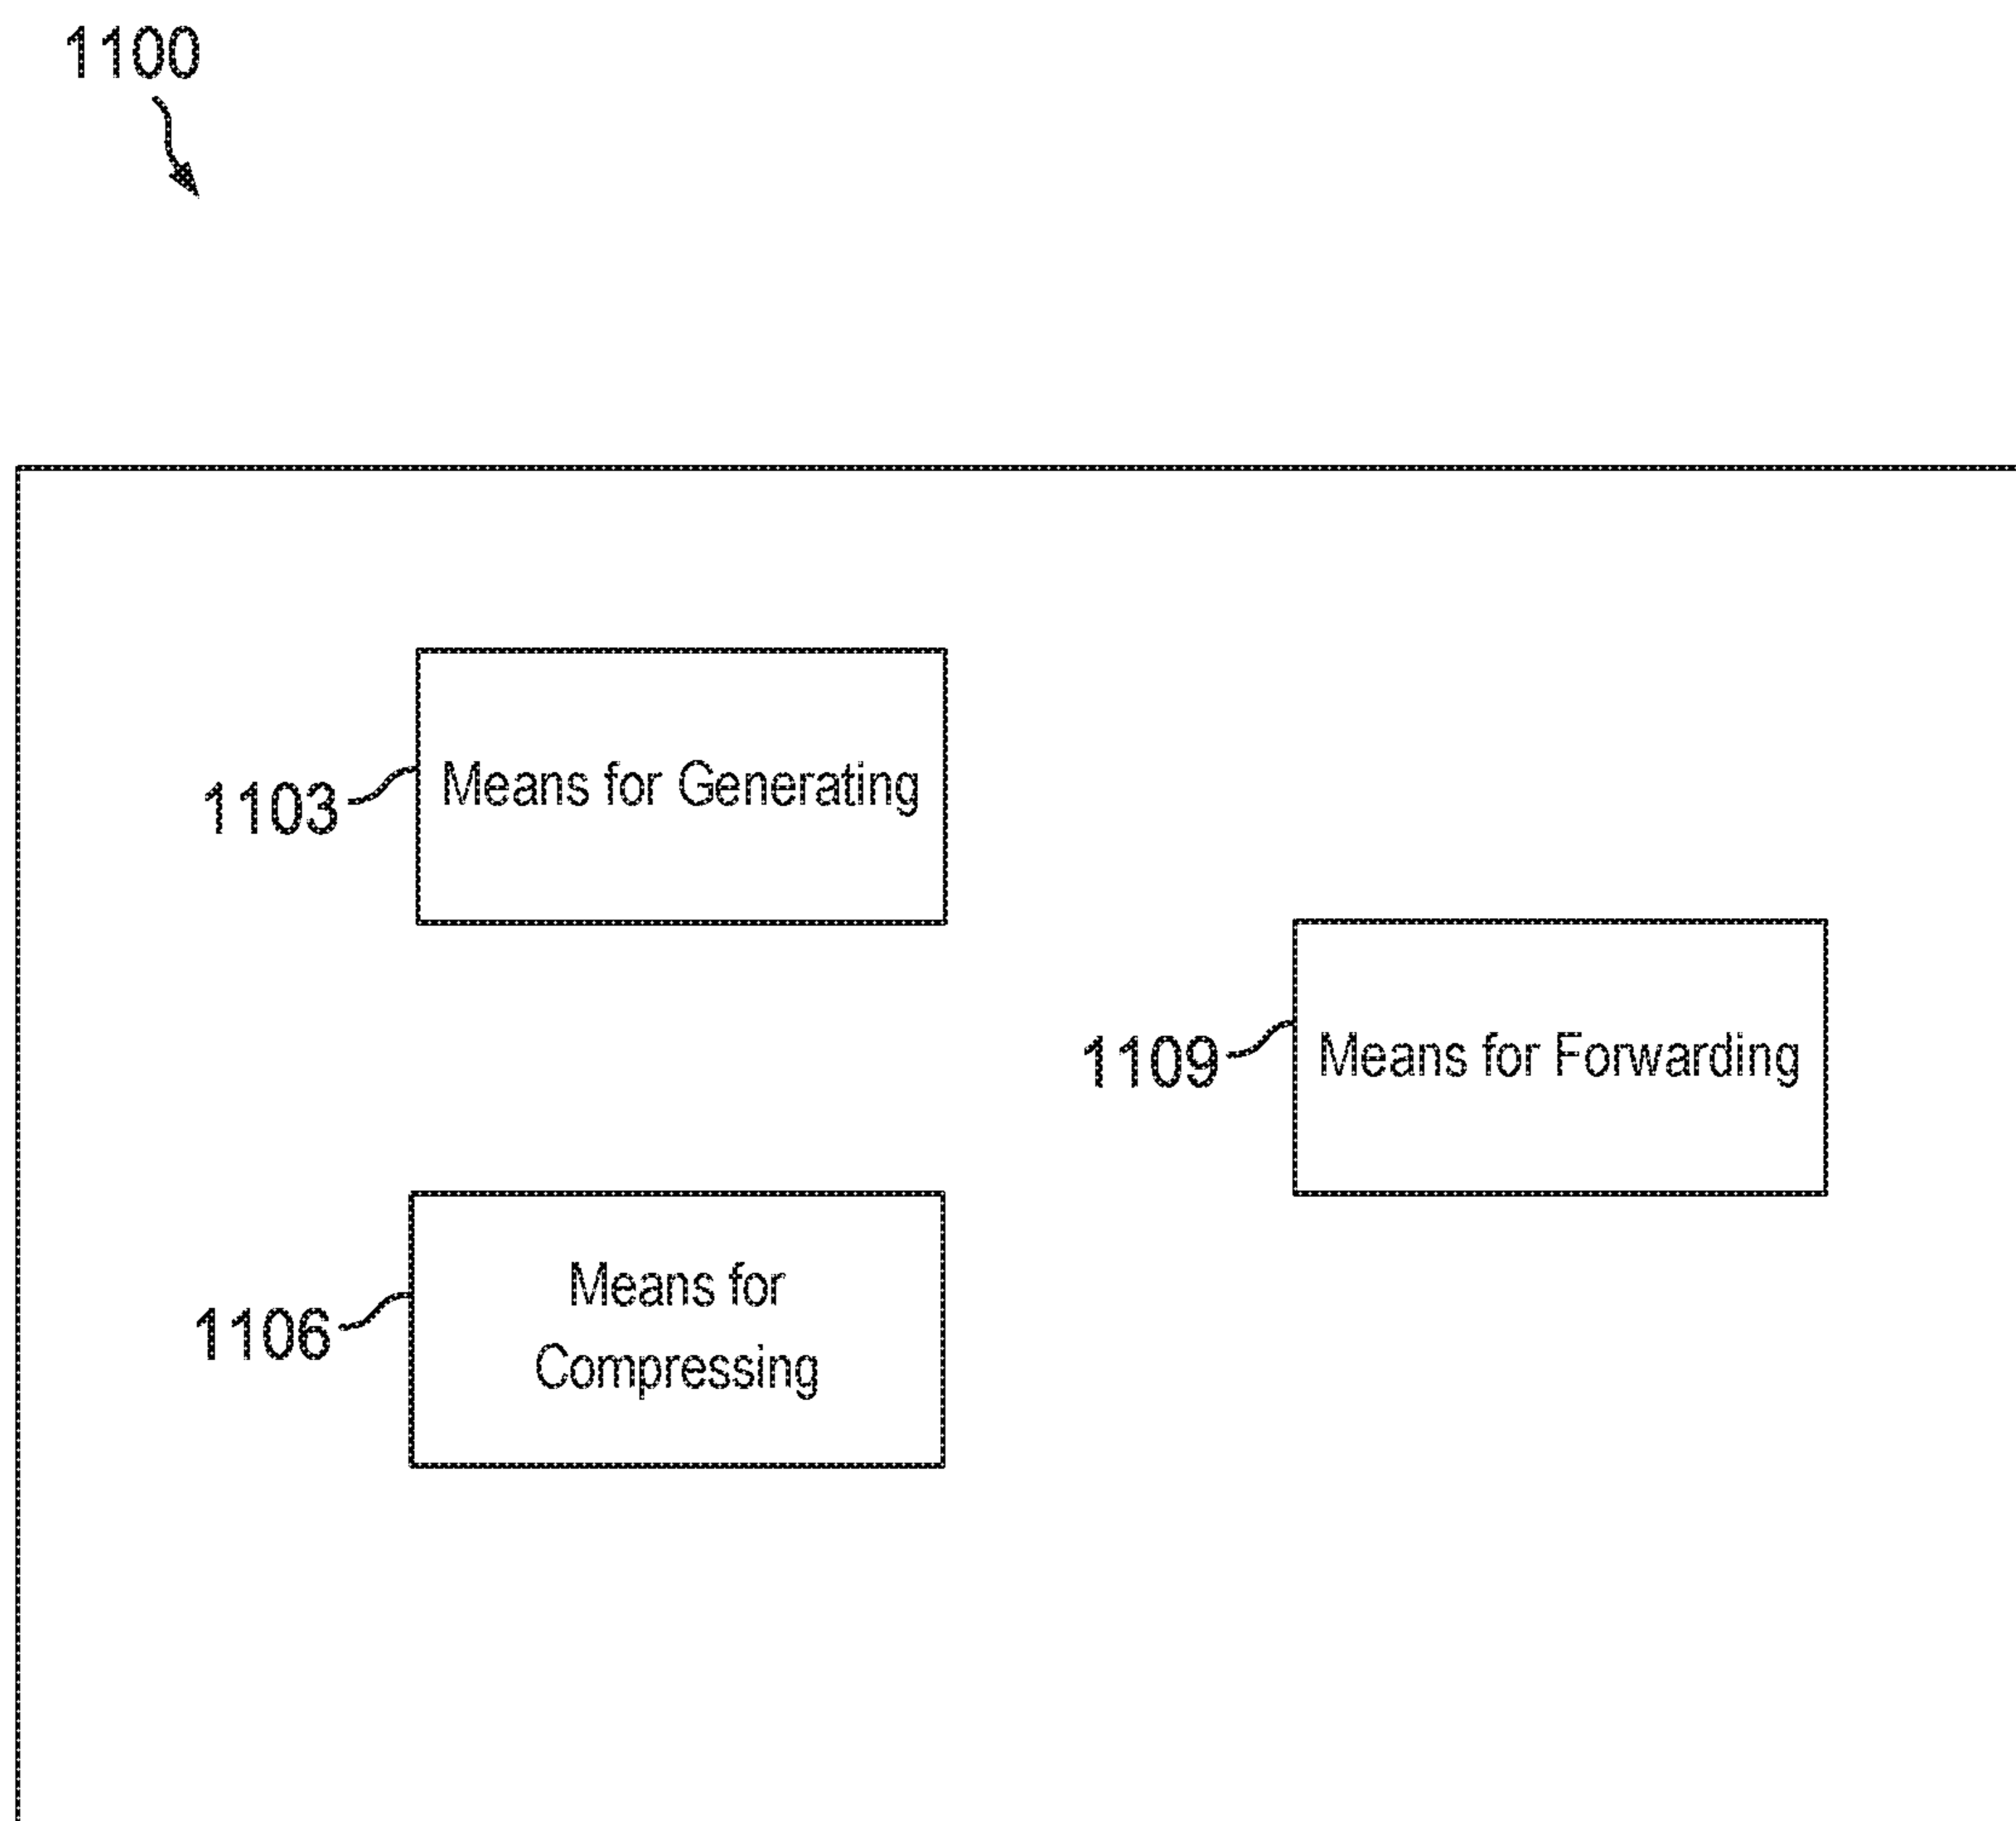 1100
1103
Means for Generating
1109
Means for Forwarding
1106
Means for
Compressing